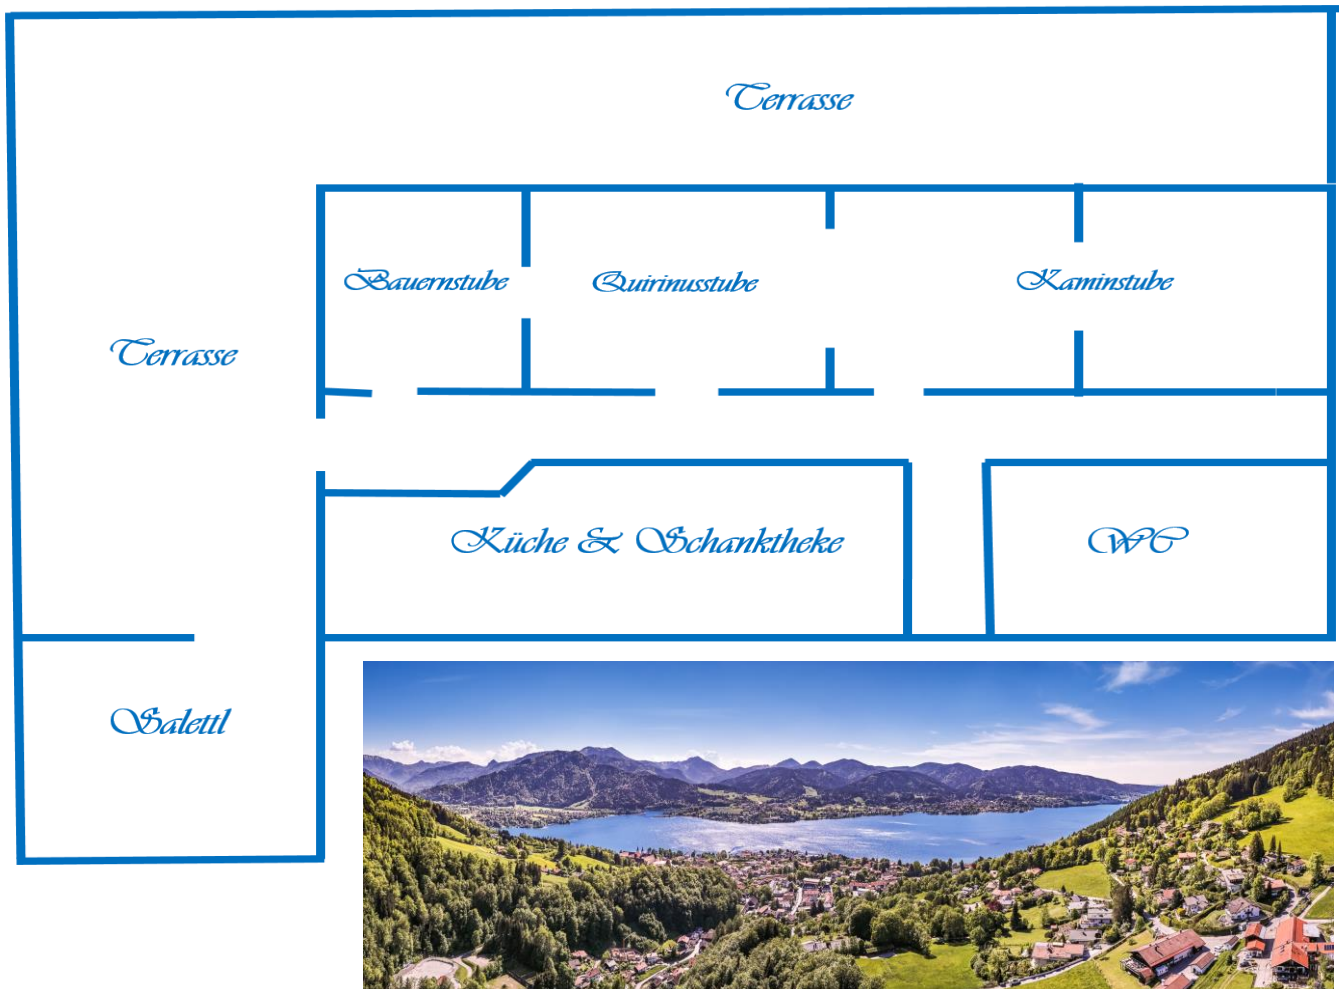 Terrasse
Bauernstube
Quirinusstube
Kaminstube
Terrasse
Küche & Schanktheke
WC
Salettl